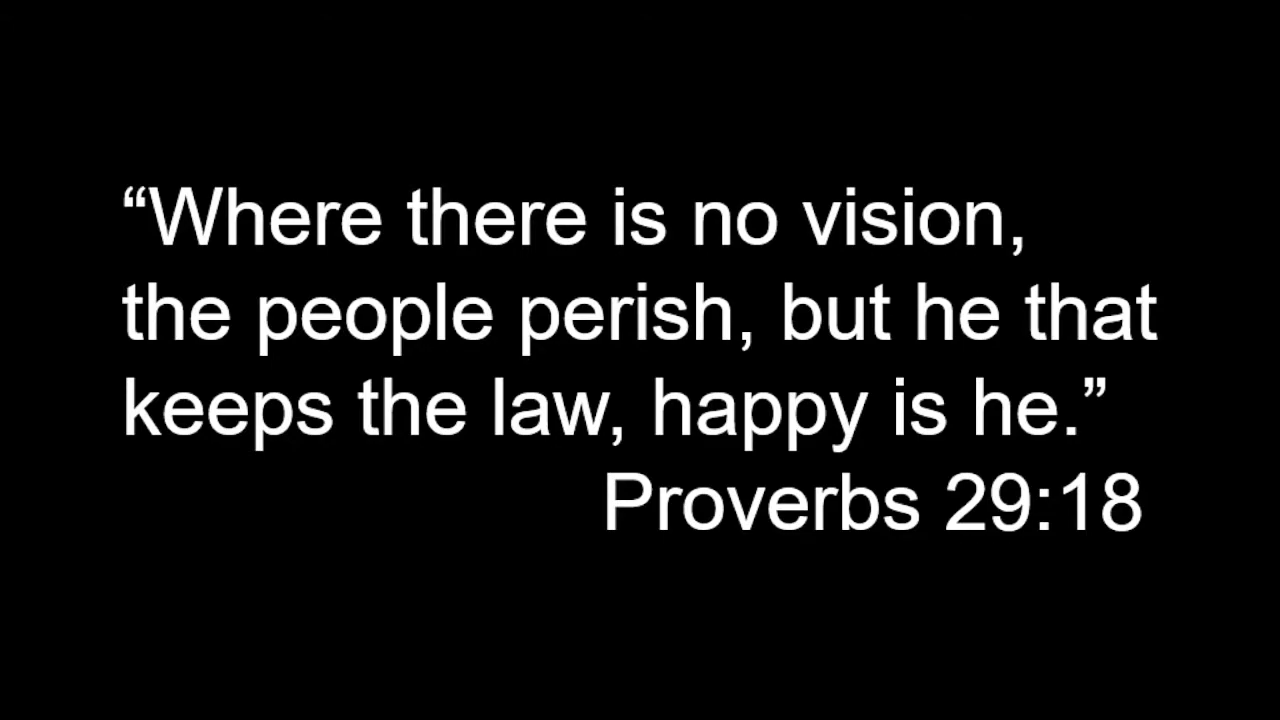 “Where there is no vision,
the people perish, but he that
keeps the law, happy is he.”
Proverbs 29:18